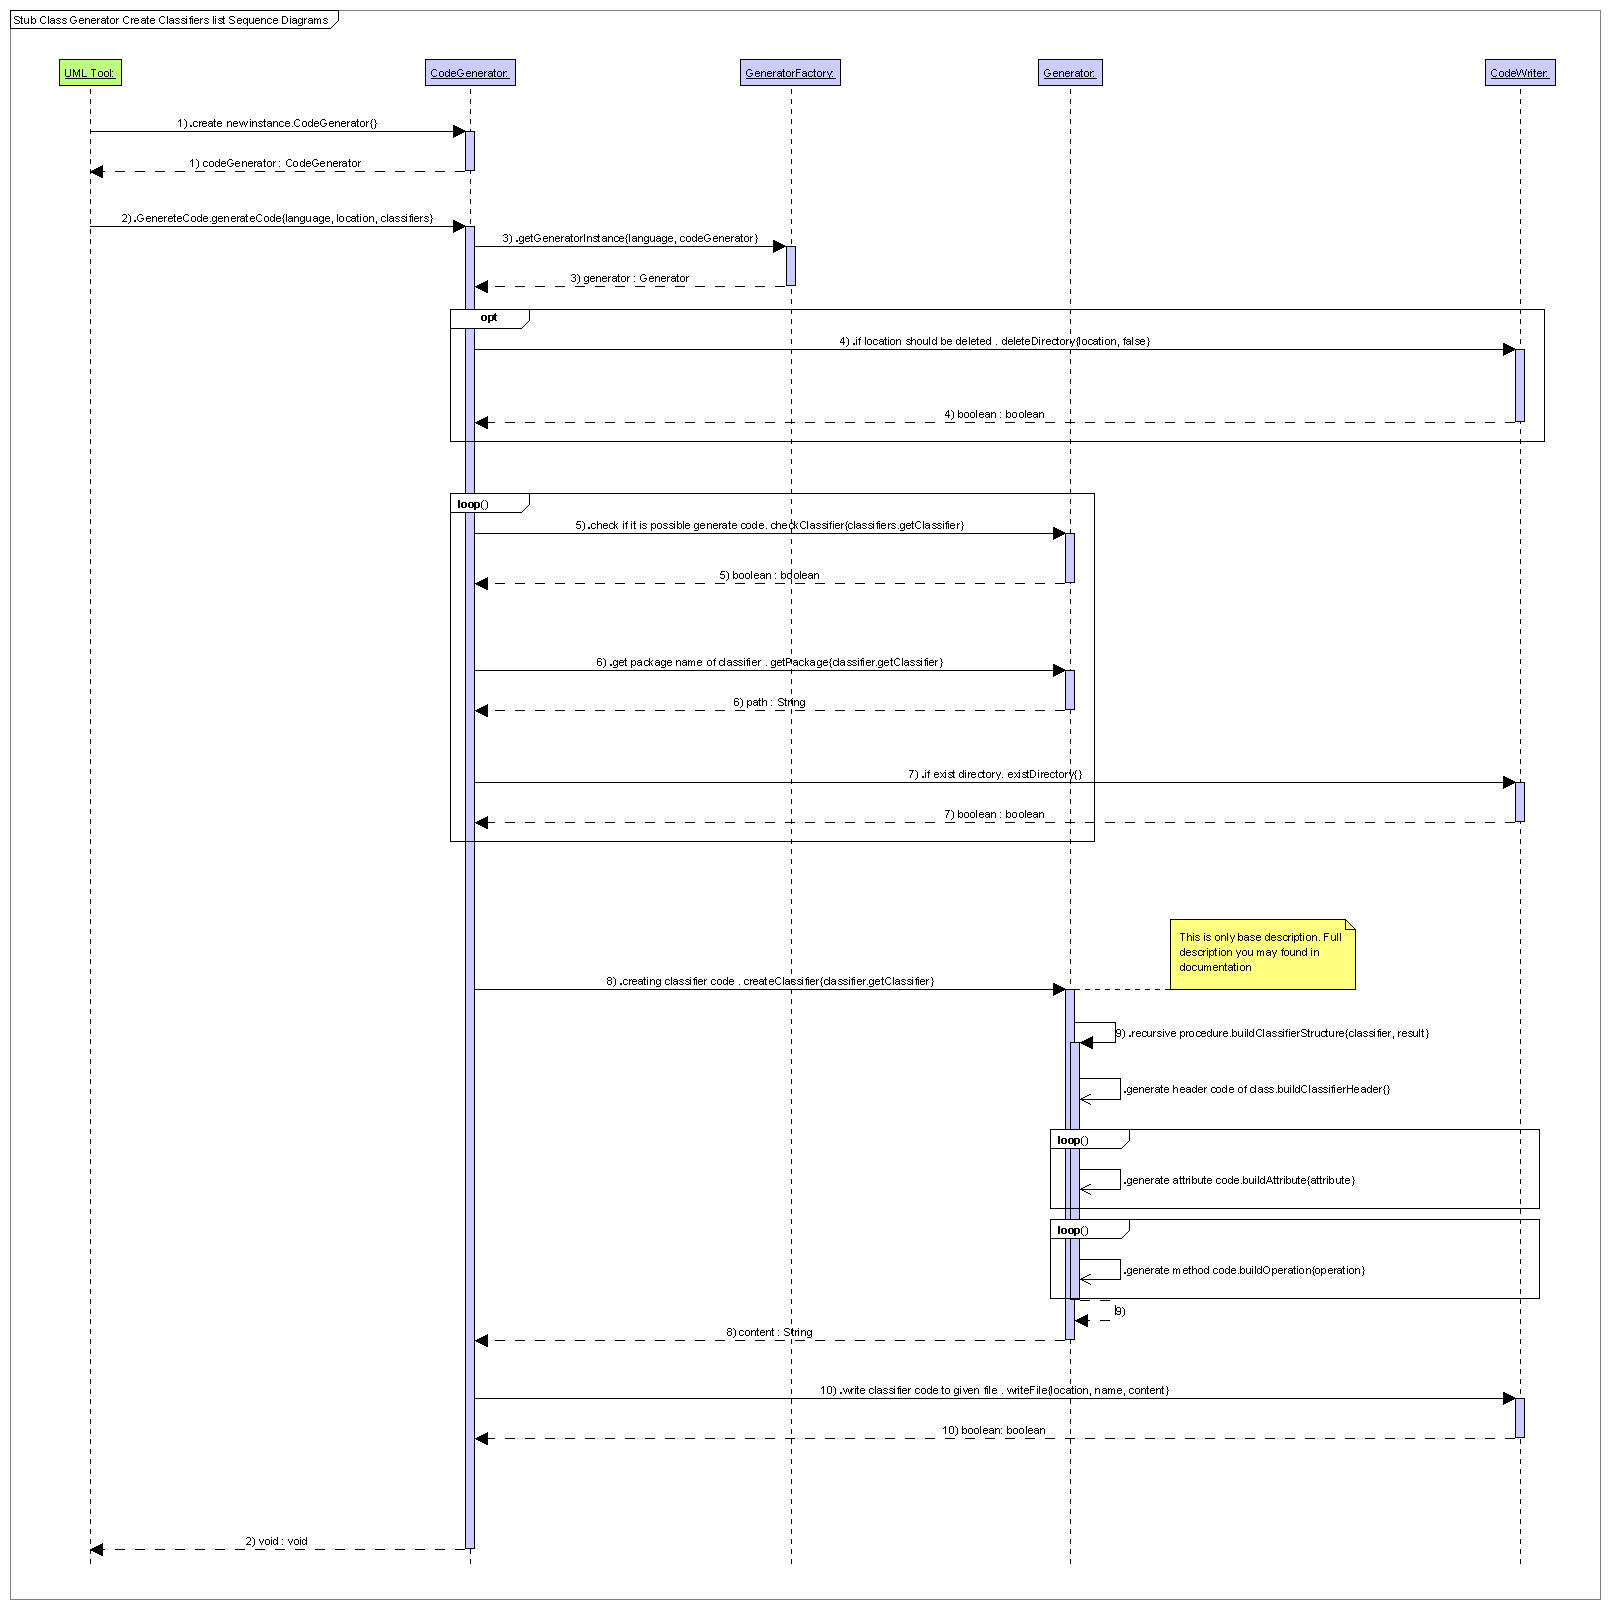 Stub Class Generator Create Classifiers list Sequence Diagrams
UML Tool:
CodeGenerator:
GeneratorFactory:
Generator:
CodeWriter:
1) .create newinstance.CodeGenerator{}
1) codeGenerator : CodeGenerator
2) .GenereteCode.generateCode{language, location, classifiers}
3) .getGeneratorInstance{language, codeGenerator}
3) generator : Generator
opt
4) .if location should be deleted . deleteDirectory{location, false}
4) boolean : boolean
loop()
5) .check if it is possible generate code. checkClassifier{classifiers.getClassifier}
5) boolean : boolean
6) .get package name of classifier . getPackage{classifier.getClassifier}
6) path : String
7) .if exist directory. existDirectory{}
7) boolean : boolean
This is only base description. Full
description you may found in
documentation
8) .creating classifier code . createClassifier{classifier.getClassifier}
9) .recursive procedure.buildClassifierStructure{classifier, result}
.generate header code of class.buildClassifierHeader{}
loop()
.generate attribute code.buildAttribute{attribute}
loop()
.generate method code.buildOperation{operation}
9)
8) content : String
10) .write classifier code to given file . writeFile{location, name, content}
10) boolean: boolean
2) void : void